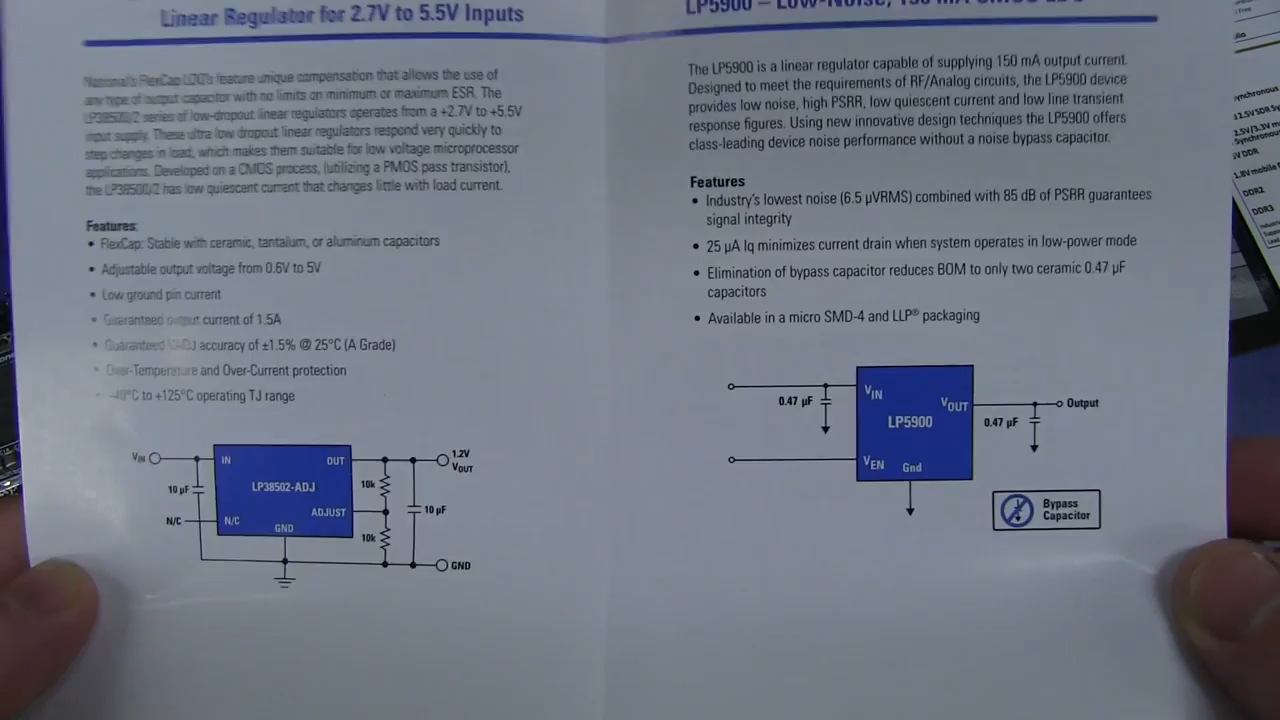 Linear Regulator for 2.7V to 5.5V Inputs
National's FlexCap LDO's feature unique compensation that allows the use of
any type of output capacitor with no limits on minimum or maximum ESR. The
LP38500/2 series of low-dropout linear regulators operates from a +2.7V to +5.5V
input supply. These ultra low dropout linear regulators respond very quickly to
step changes in load, which makes them suitable for low voltage microprocessor
applications. Developed on a CMOS process, (utilizing a PMOS pass transistor),
the LP38500/2 has low quiescent current that changes little with load current.
Features:
• FlexCap: Stable with ceramic, tantalum, or aluminum capacitors
• Adjustable output voltage from 0.6V to 5V
• Low ground pin current
• Guaranteed output current of 1.5A
• Guaranteed VADJ accuracy of ±1.5% @ 25°C (A Grade)
• Over-Temperature and Over-Current protection
• -40°C to +125°C operating TJ range
VIN
IN
OUT
1.2V
VOUT
LP38502-ADJ
10k
10 µF
ADJUST
10 µF
N/C
N/C
GND
10k
GND
LP5900 – Low-Noise, 150 mA
The LP5900 is a linear regulator capable of supplying 150 mA output current.
Designed to meet the requirements of RF/Analog circuits, the LP5900 device
provides low noise, high PSRR, low quiescent current and low line transient
response figures. Using new innovative design techniques the LP5900 offers
class-leading device noise performance without a noise bypass capacitor.
Features
• Industry's lowest noise (6.5 µVRMS) combined with 85 dB of PSRR guarantees
signal integrity
• 25 µA Iq minimizes current drain when system operates in low-power mode
• Elimination of bypass capacitor reduces BOM to only two ceramic 0.47 µF
capacitors
• Available in a micro SMD-4 and LLP® packaging
VIN
0.47 µF
VOUT
Output
LP5900
0.47 µF
VEN
Gnd
Bypass
Capacitor
DDR2
DDR3